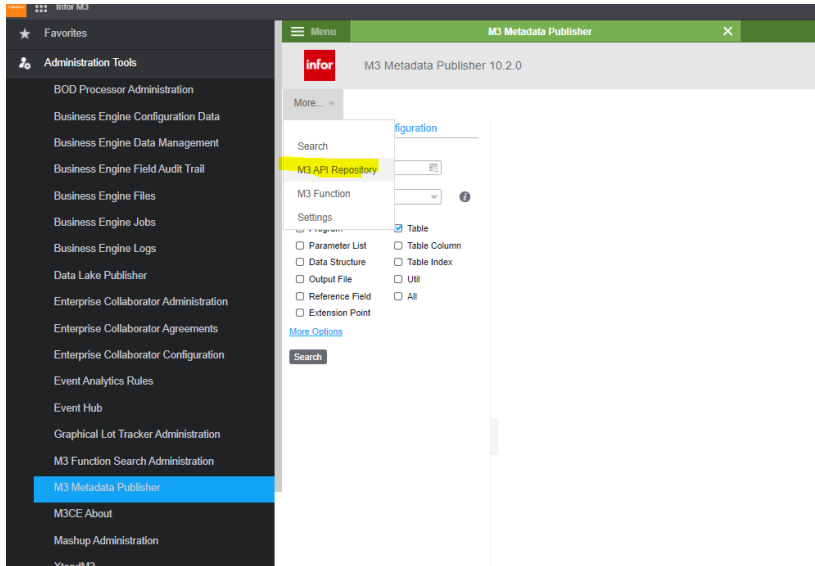 Infor M3
Favorites
Menu
M3 Metadata Publisher
Administration Tools
infor
M3 Metadata Publisher 10.2.0
BOD Processor Administration
More...
Business Engine Configuration Data
figuration
Search
Business Engine Data Management
M3 API Repository
Business Engine Field Audit Trail
M3 Function
Business Engine Files
Settings
Business Engine Jobs
Program
Table
Business Engine Logs
Parameter List
Table Column
Data Structure
Table Index
Data Lake Publisher
Output File
Util
Enterprise Collaborator Administration
Reference Field
All
Extension Point
Enterprise Collaborator Agreements
More Options
Enterprise Collaborator Configuration
Search
Event Analytics Rules
Event Hub
Graphical Lot Tracker Administration
M3 Function Search Administration
M3 Metadata Publisher
M3CE About
Mashup Administration
XtendM3